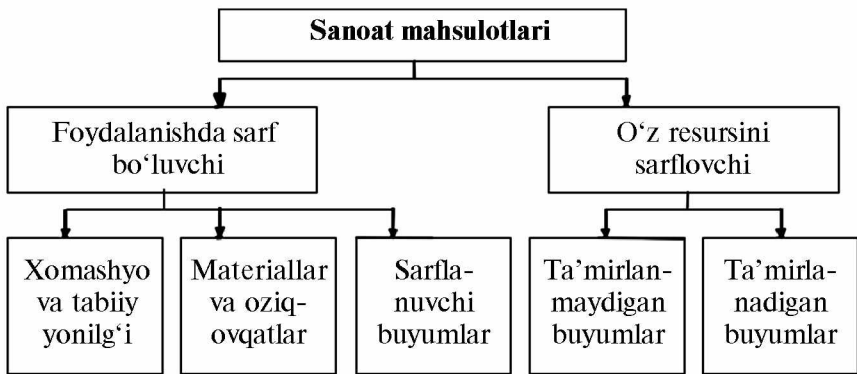 Sanoat mahsulotlari
Foydalanishda sarf
bo‘luvchi
O‘z resursini
sarflovchi
Xomashyo
va tabiiy
yonilg‘i
Materiallar
va oziq-
ovqatlar
Sarfla-
nuvchi
buyumlar
Ta’mirlan-
maydigan
buyumlar
Ta’mirla-
nadigan
buyumlar